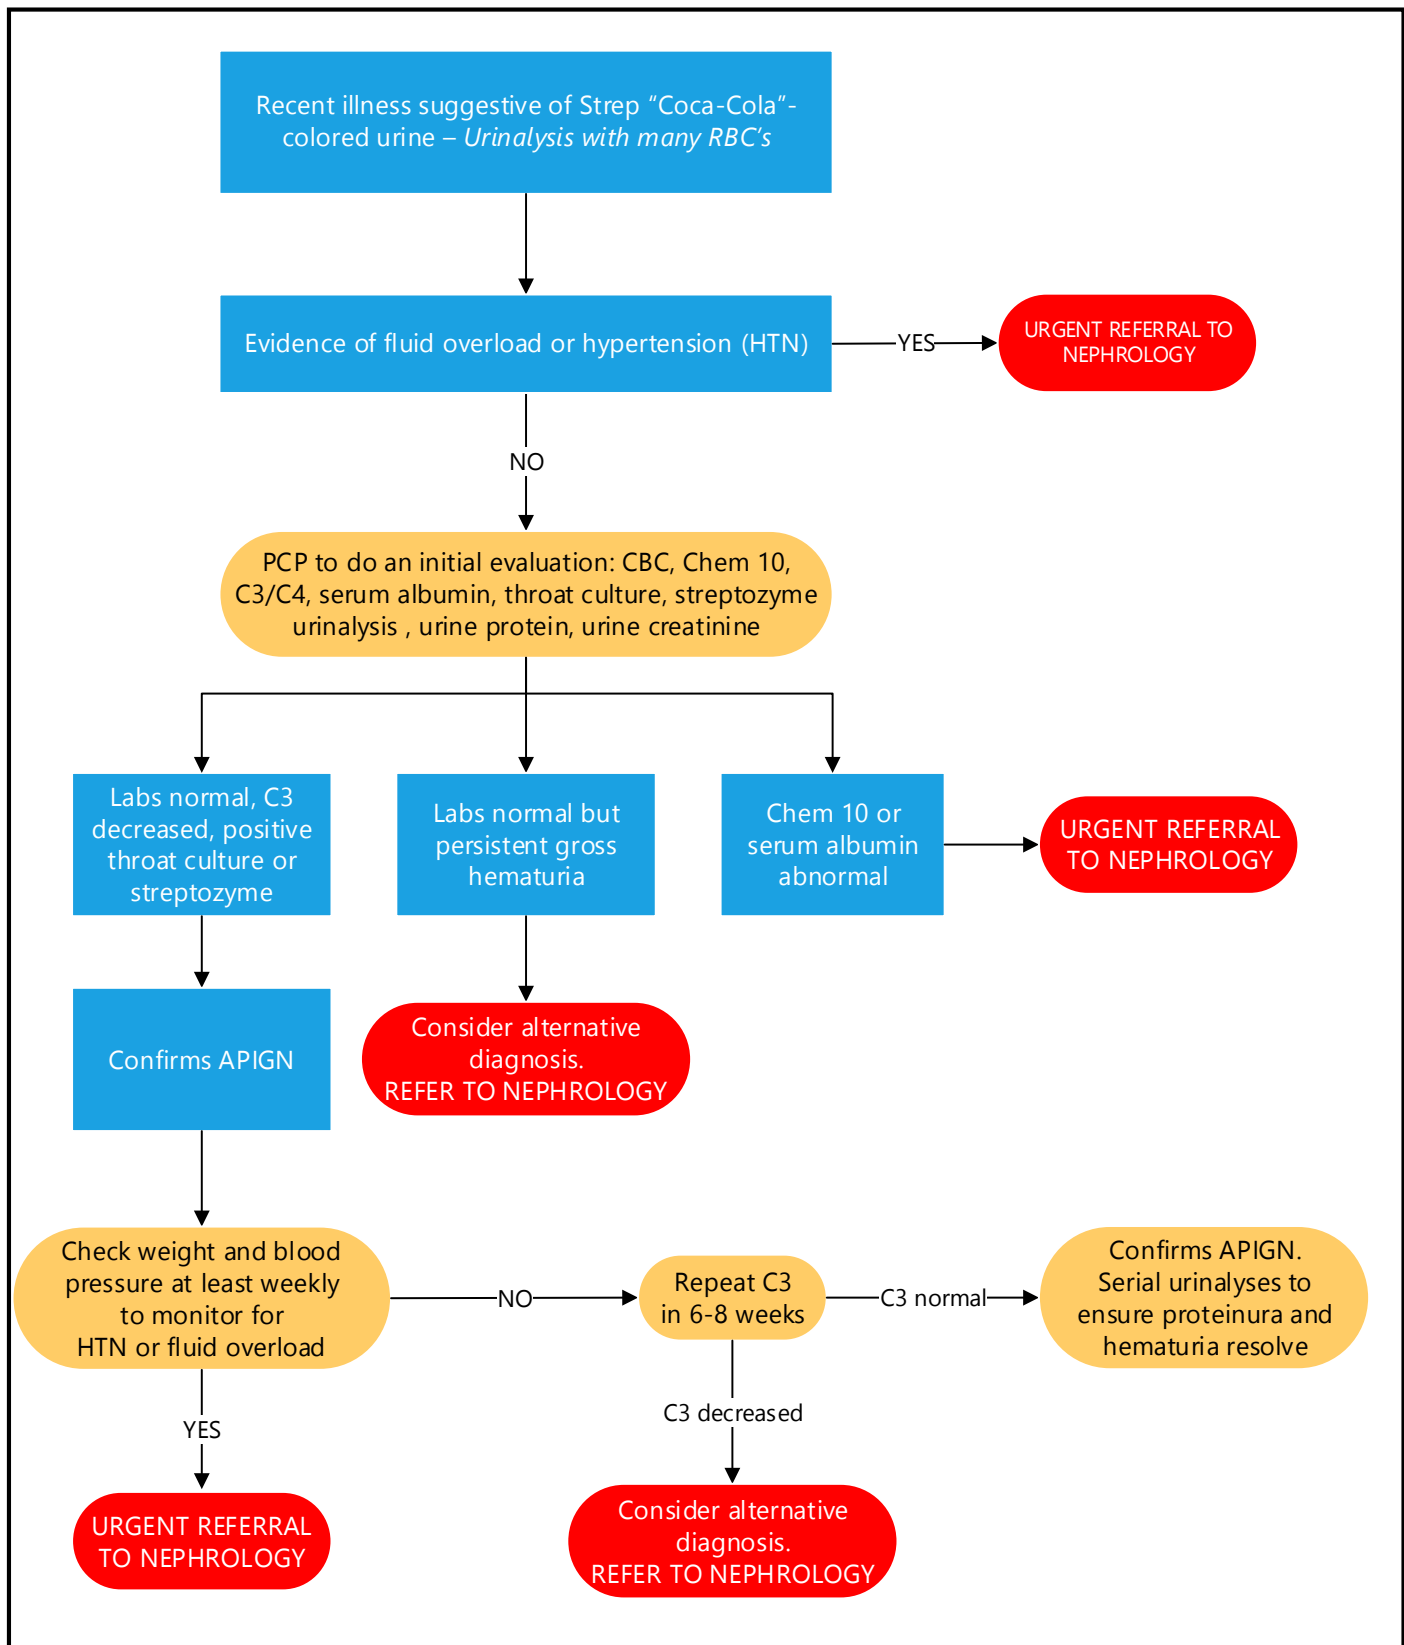 Recent illness suggestive of Strep “Coca-Cola”-
colored urine – Urinalysis with many RBC’s
Evidence of fluid overload or hypertension (HTN)
YES
URGENT REFERRAL TO
NEPHROLOGY
NO
PCP to do an initial evaluation: CBC, Chem 10,
C3/C4, serum albumin, throat culture, streptozyme
urinalysis , urine protein, urine creatinine
Labs normal, C3
decreased, positive
throat culture or
streptozyme
Labs normal but
persistent gross
hematuria
Chem 10 or
serum albumin
abnormal
URGENT REFERRAL
TO NEPHROLOGY
Confirms APIGN
Consider alternative
diagnosis.
REFER TO NEPHROLOGY
Check weight and blood
pressure at least weekly
to monitor for
HTN or fluid overload
NO
Repeat C3
in 6-8 weeks
C3 normal
Confirms APIGN.
Serial urinalyses to
ensure proteinura and
hematuria resolve
YES
C3 decreased
URGENT REFERRAL
TO NEPHROLOGY
Consider alternative
diagnosis.
REFER TO NEPHROLOGY